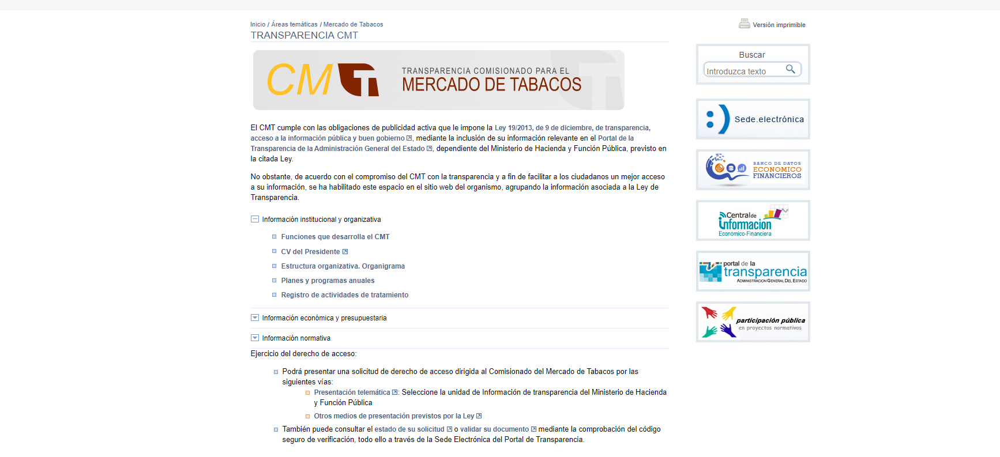 Inicio / Áreas temáticas / Mercado de Tabacos
Versión imprimible
TRANSPARENCIA CMT
CMT
TRANSPARENCIA COMISIONADO PARA EL
MERCADO DE TABACOS
El CMT cumple con las obligaciones de publicidad activa que le impone la Ley 19/2013, de 9 de diciembre, de transparencia,
acceso a la información pública y buen gobierno, mediante la inclusión de su información relevante en el Portal de la
Transparencia de la Administración General del Estado, dependiente del Ministerio de Hacienda y Función Pública, previsto en
la citada Ley.
No obstante, de acuerdo con el compromiso del CMT con la transparencia y a fin de facilitar a los ciudadanos un mejor acceso
a su información, se ha habilitado este espacio en el sitio web del organismo, agrupando la información asociada a la Ley de
Transparencia.
Información institucional y organizativa
Funciones que desarrolla el CMT
CV del Presidente
Estructura organizativa. Organigrama
Planes y programas anuales
Registro de actividades de tratamiento
Información económica y presupuestaria
Información normativa
Ejercicio del derecho de acceso:
Podrá presentar una solicitud de derecho de acceso dirigida al Comisionado del Mercado de Tabacos por las
siguientes vías:
Presentación telemática: Seleccione la unidad de Información de transparencia del Ministerio de Hacienda
y Función Pública
Otros medios de presentación previstos por la Ley
También puede consultar el estado de su solicitud o validar su documento mediante la comprobación del código
seguro de verificación, todo ello a través de la Sede Electrónica del Portal de Transparencia.
Buscar
Introduzca texto
Sede.electrónica
BANCO DE DATOS
ECONOMICO
FINANCIEROS
Central de
información
Económico-Financiera
portal de la
transparencia
ADMINISTRACION GENERAL DEL ESTADO
participación pública
en proyectos normativos